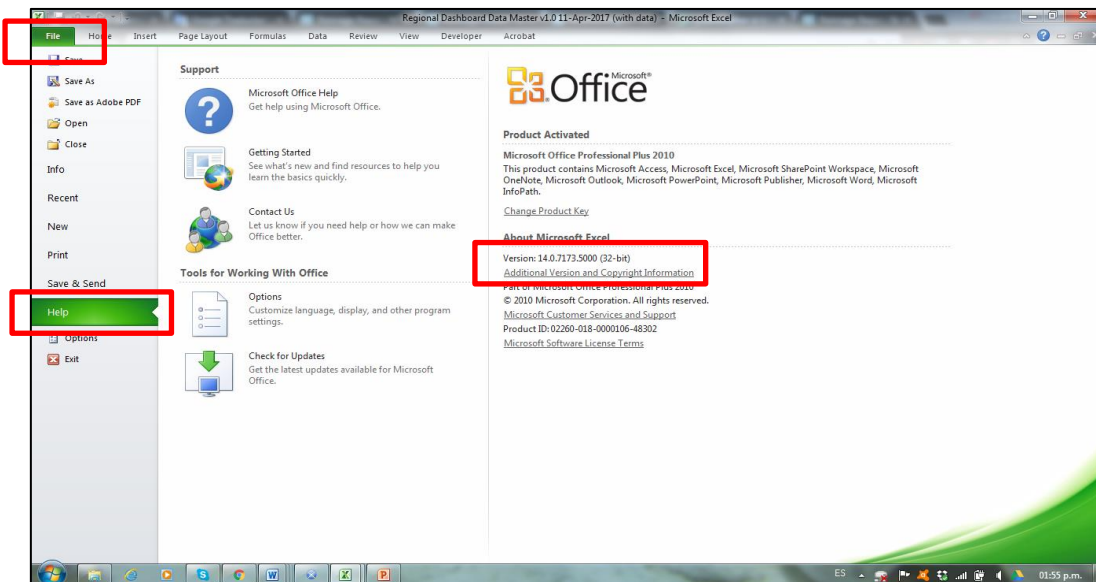 Regional Dashboard Data Master v1.0 11-Apr-2017 (with data) - Microsoft Excel
File Home Insert Page Layout Formulas Data Review View Developer Acrobat
Save
Save As
Save as Adobe PDF
Open
Close
Info
Recent
New
Print
Save & Send
Help
Options
Exit
Support
Microsoft Office Help
Get help using Microsoft Office.
Getting Started
See what's new and find resources to help you
learn the basics quickly.
Contact Us
Let us know if you need help or how we can make
Office better.
Tools for Working With Office
Options
Customize language, display, and other program
settings.
Check for Updates
Get the latest updates available for Microsoft
Office.
Microsoft®
Office
Product Activated
Microsoft Office Professional Plus 2010
This product contains Microsoft Access, Microsoft Excel, Microsoft SharePoint Workspace, Microsoft
OneNote, Microsoft Outlook, Microsoft PowerPoint, Microsoft Publisher, Microsoft Word, Microsoft
InfoPath.
Change Product Key
About Microsoft Excel
Version: 14.0.7173.5000 (32-bit)
Additional Version and Copyright Information
Part of Microsoft Office Professional Plus 2010
© 2010 Microsoft Corporation. All rights reserved.
Microsoft Customer Services and Support
Product ID: 02260-018-0000106-48302
Microsoft Software License Terms
ES 01:55 p.m.